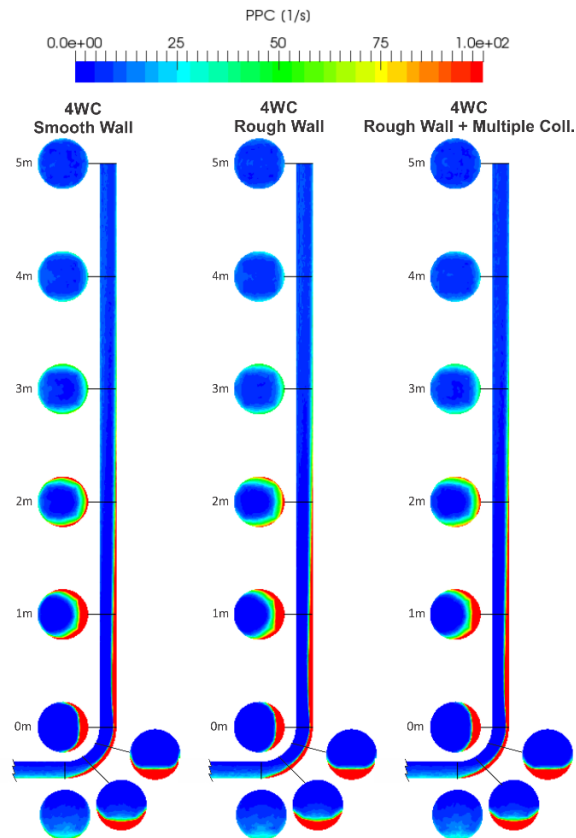 PPC (1/s)
0.0e+00 25 50 75 1.0e+02
4WC
Smooth Wall
4WC
Rough Wall
4WC
Rough Wall + Multiple Coll.
5m 5m 5m
4m 4m 4m
3m 3m 3m
2m 2m 2m
1m 1m 1m
0m 0m 0m